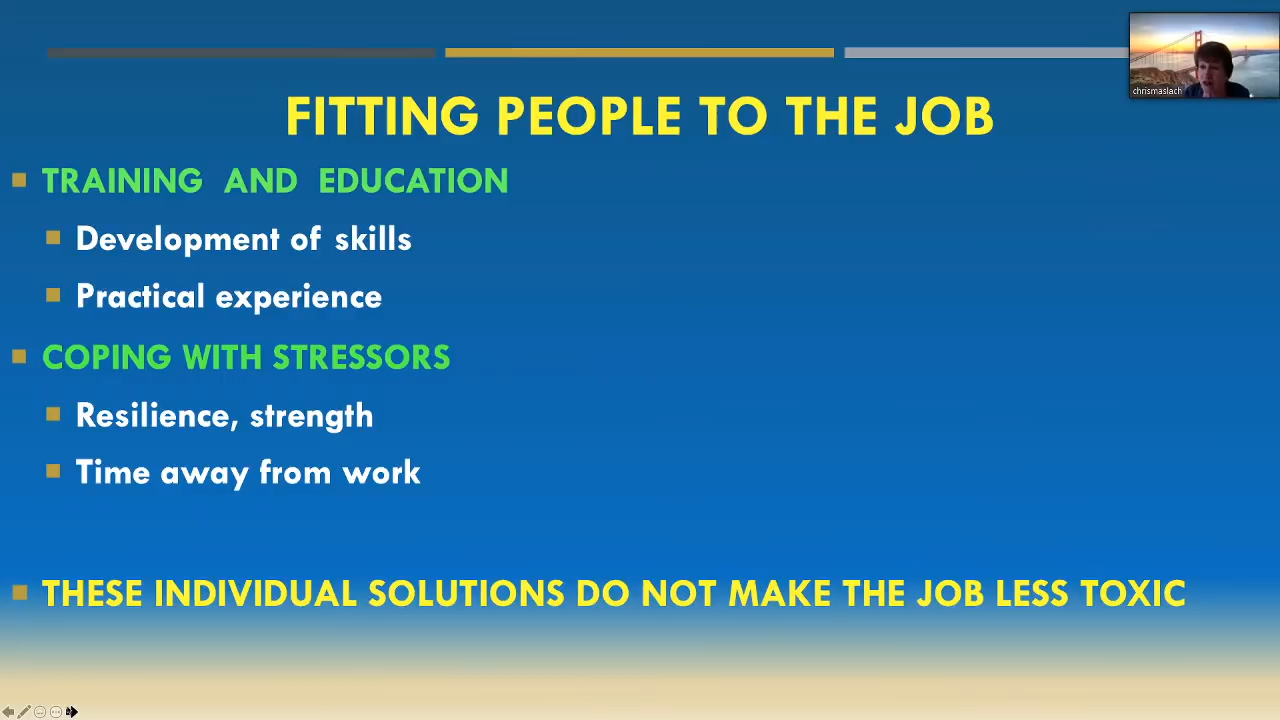 chrismaslach
FITTING PEOPLE TO THE JOB
TRAINING AND EDUCATION
Development of skills
Practical experience
COPING WITH STRESSORS
Resilience, strength
Time away from work
THESE INDIVIDUAL SOLUTIONS DO NOT MAKE THE JOB LESS TOXIC